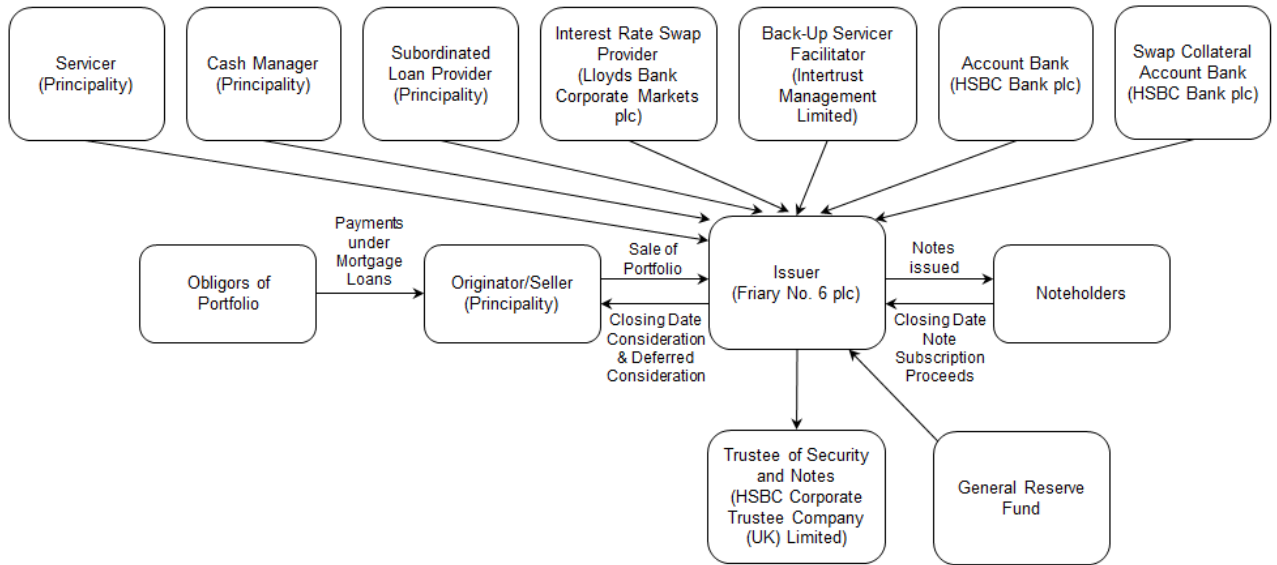 Servicer
(Principality)
Cash Manager
(Principality)
Subordinated
Loan Provider
(Principality)
Interest Rate Swap
Provider
(Lloyds Bank
Corporate Markets
plc)
Back-Up Servicer
Facilitator
(Intertrust
Management
Limited)
Account Bank
(HSBC Bank plc)
Swap Collateral
Account Bank
(HSBC Bank plc)
Obligors of
Portfolio
Payments
under
Mortgage
Loans
Originator/Seller
(Principality)
Sale of
Portfolio
Closing Date
Consideration
& Deferred
Consideration
Issuer
(Friary No. 6 plc)
Notes
issued
Closing Date
Note
Subscription
Proceeds
Noteholders
Trustee of Security
and Notes
(HSBC Corporate
Trustee Company
(UK) Limited)
General Reserve
Fund